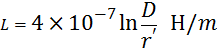 L = 4 × 10⁻⁷ ln D/r′ H/m